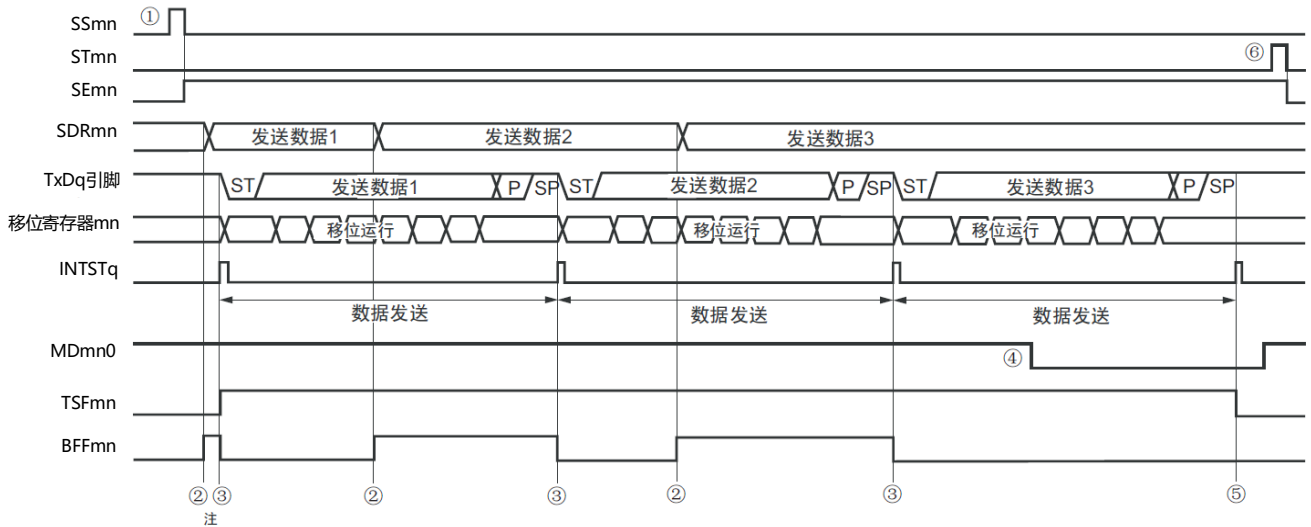 SSmn ①
STmn ⑥
SEmn
SDRmn 发送数据1 发送数据2 发送数据3
TxDq引脚 ST 发送数据1 P SP ST 发送数据2 P SP ST 发送数据3 P SP
移位寄存器mn 移位运行 移位运行 移位运行
INTSTq
数据发送 数据发送 数据发送
MDmn0 ④
TSFmn
BFFmn
② ③ ② ③ ② ③ ⑤
注